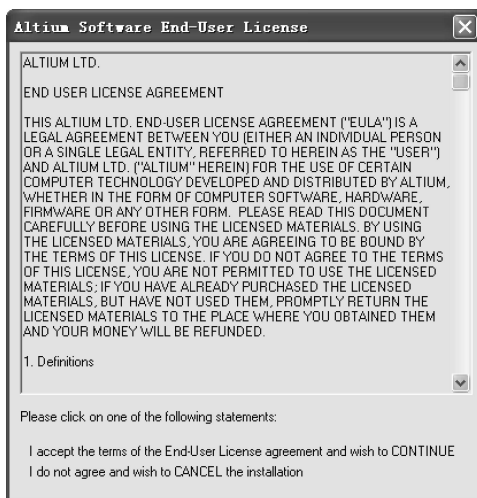 Altium Software End-User License
ALTIUM LTD.
END USER LICENSE AGREEMENT
THIS ALTIUM LTD. END-USER LICENSE AGREEMENT ("EULA") IS A
LEGAL AGREEMENT BETWEEN YOU (EITHER AN INDIVIDUAL PERSON
OR A SINGLE LEGAL ENTITY, REFERRED TO HEREIN AS THE "USER")
AND ALTIUM LTD. ("ALTIUM" HEREIN) FOR THE USE OF CERTAIN
COMPUTER TECHNOLOGY DEVELOPED AND DISTRIBUTED BY ALTIUM,
WHETHER IN THE FORM OF COMPUTER SOFTWARE, HARDWARE,
FIRMWARE OR ANY OTHER FORM.  PLEASE READ THIS DOCUMENT
CAREFULLY BEFORE USING THE LICENSED MATERIALS. BY USING
THE LICENSED MATERIALS, YOU ARE AGREEING TO BE BOUND BY
THE TERMS OF THIS LICENSE. IF YOU DO NOT AGREE TO THE TERMS
OF THIS LICENSE, YOU ARE NOT PERMITTED TO USE THE LICENSED
MATERIALS; IF YOU HAVE ALREADY PURCHASED THE LICENSED
MATERIALS, BUT HAVE NOT USED THEM, PROMPTLY RETURN THE
LICENSED MATERIALS TO THE PLACE WHERE YOU OBTAINED THEM
AND YOUR MONEY WILL BE REFUNDED.
1. Definitions
Please click on one of the following statements:
I accept the terms of the End-User License agreement and wish to CONTINUE
I do not agree and wish to CANCEL the installation